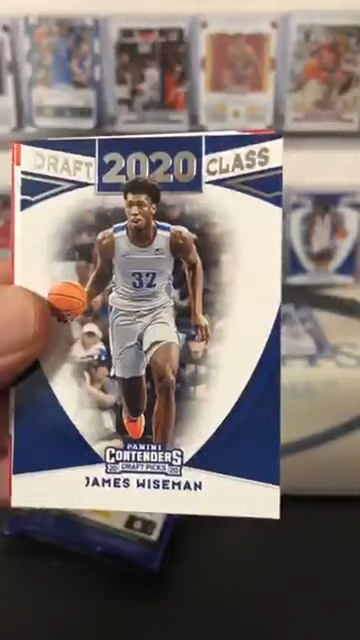 DRAFT 2020 CLASS
32
PANINI
CONTENDERS
20 DRAFT PICKS 20
JAMES WISEMAN